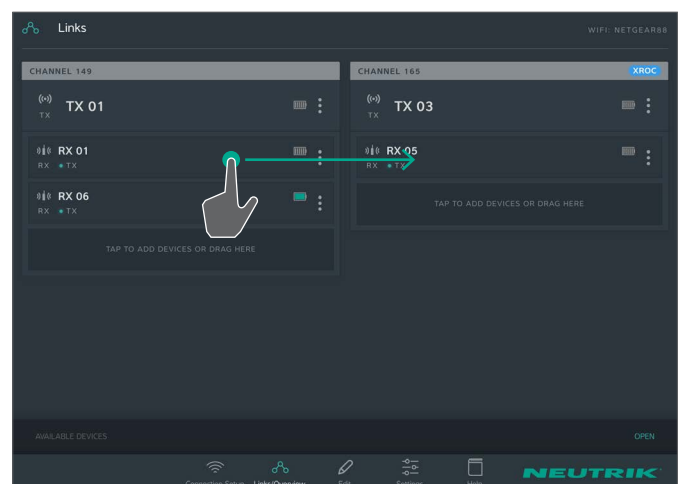 Links
WIFI: NETGEAR88
CHANNEL 149
TX
TX 01
RX 01
RX TX
RX 06
RX TX
TAP TO ADD DEVICES OR DRAG HERE
CHANNEL 165
XROC
TX
TX 03
RX 05
RX TX
TAP TO ADD DEVICES OR DRAG HERE
AVAILABLE DEVICES
OPEN
Connection Setup
Links/Overview
Edit
Settings
Help
NEUTRIK